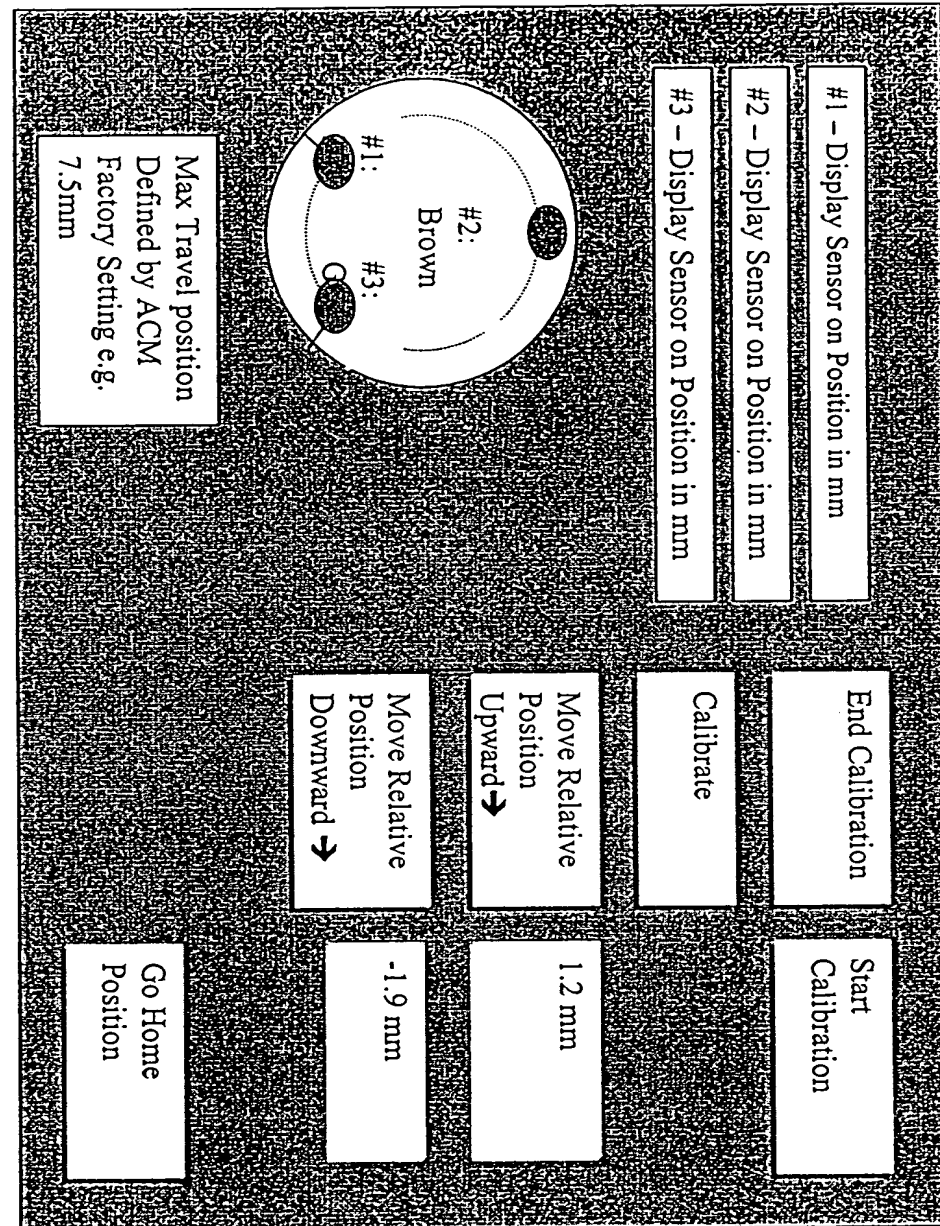 #1 – Display Sensor on Position in mm
#2 – Display Sensor on Position in mm
#3 – Display Sensor on Position in mm
#2:
Brown
#1:
#3:
Max Travel position
Defined by ACM
Factory Setting e.g.
7.5mm
End Calibration
Start
Calibration
Calibrate
Move Relative
Position
Upward→
1.2 mm
Move Relative
Position
Downward →
-1.9 mm
Go Home
Position